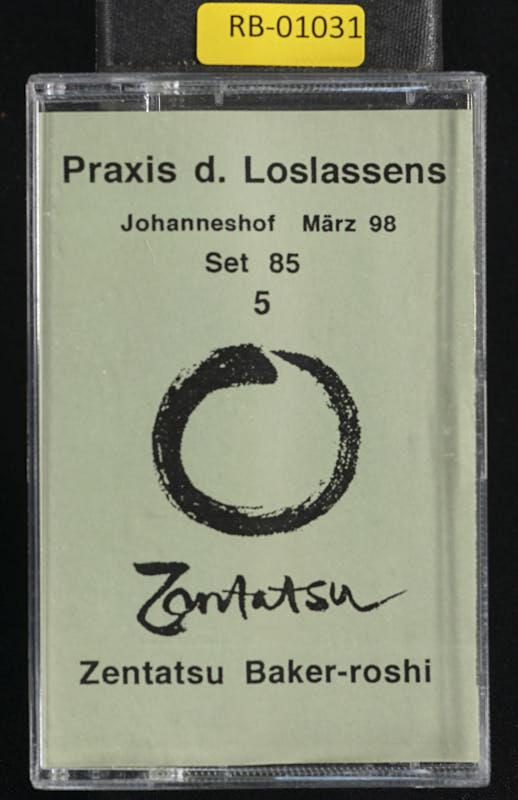 RB-01031
Praxis d. Loslassens
Johanneshof März 98
Set 85
5
Zentatsu
Zentatsu Baker-roshi